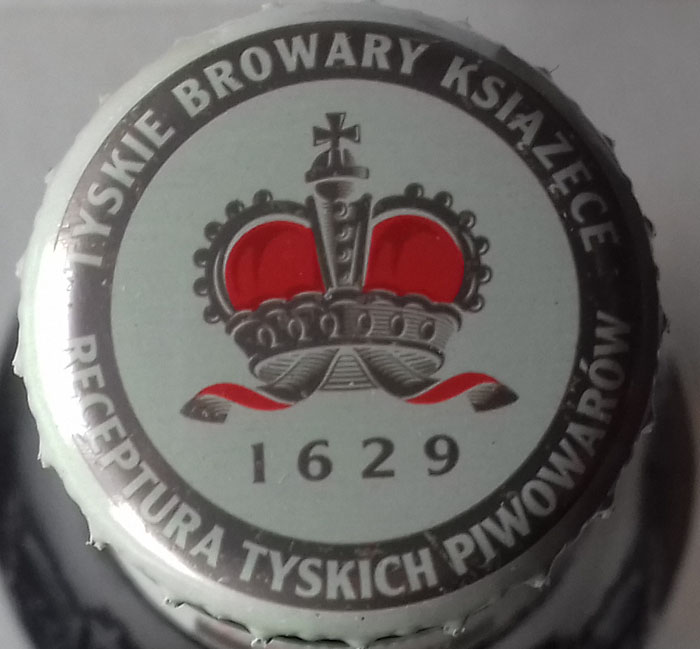 TYSKIE BROWARY KSIĄŻĘCE
1629
RECEPTURA TYSKICH PIWOWARÓW